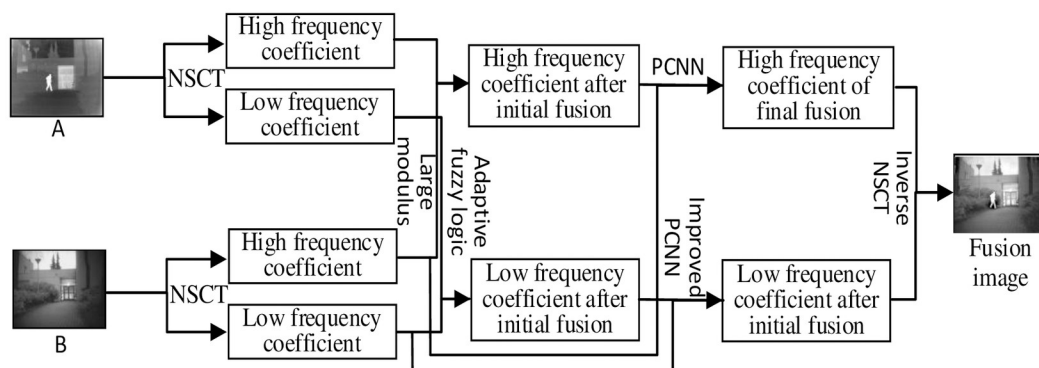 High frequency
coefficient
NSCT
Low frequency
coefficient
A
High frequency
coefficient after
initial fusion
PCNN
High frequency
coefficient of
final fusion
Large
modulus
Adaptive
fuzzy logic
Improved
PCNN
Inverse
NSCT
Fusion
image
High frequency
coefficient
NSCT
Low frequency
coefficient
B
Low frequency
coefficient after
initial fusion
Low frequency
coefficient after
initial fusion